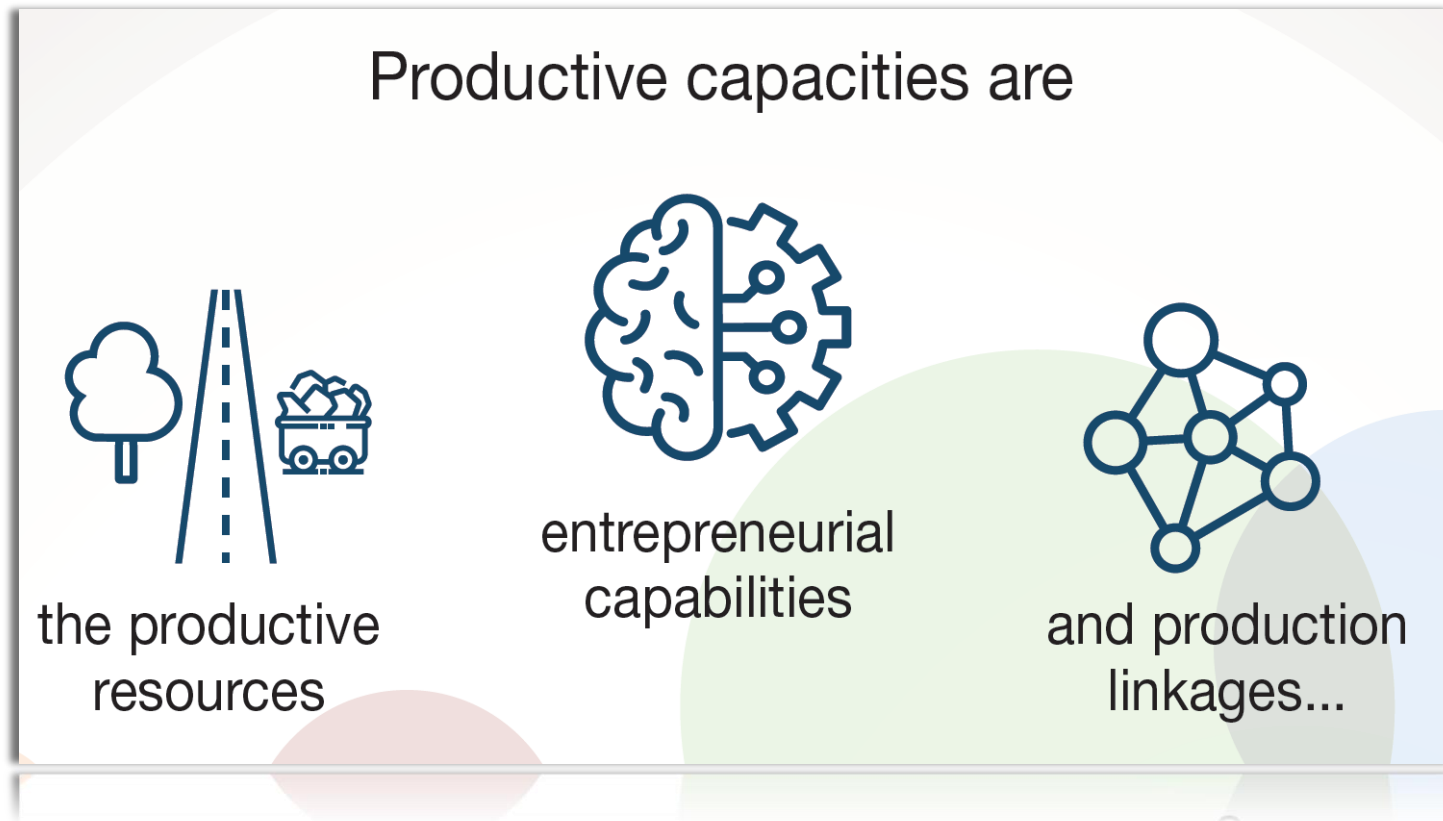 Productive capacities are
the productive
resources
entrepreneurial
capabilities
and production
linkages...